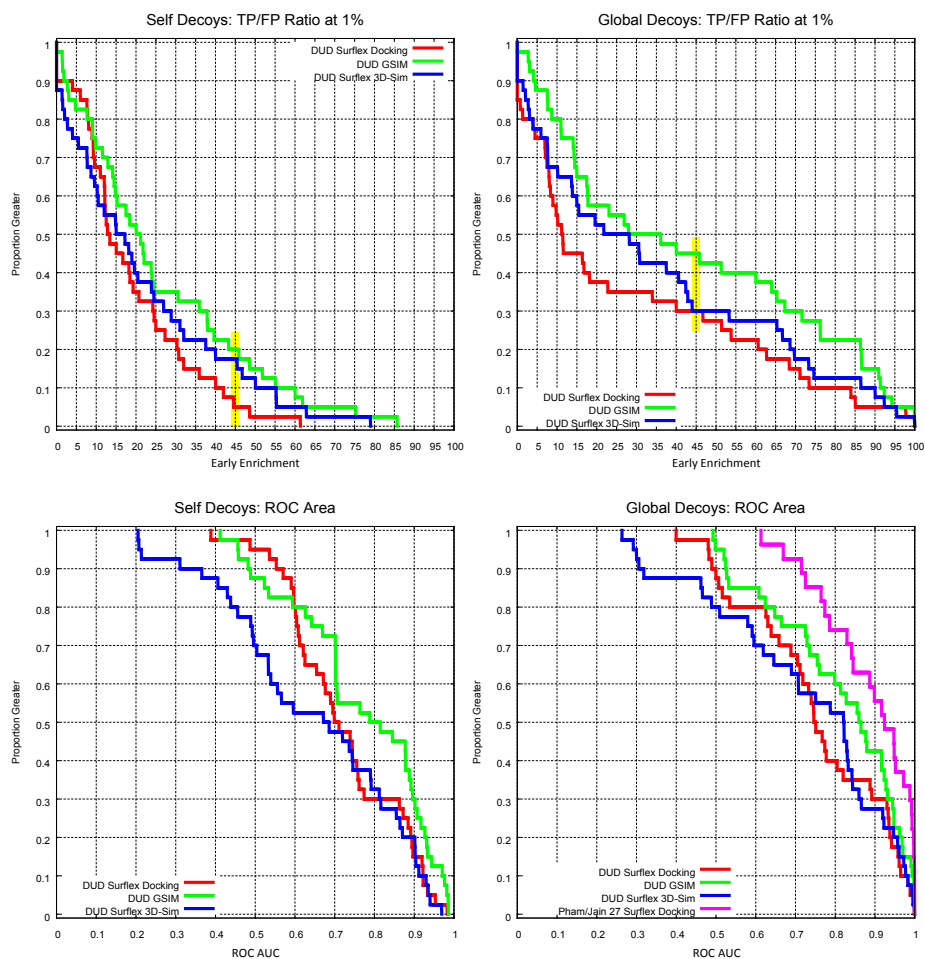 Self Decoys: TP/FP Ratio at 1%
1
0.9
0.8
0.7
0.6
0.5
0.4
0.3
0.2
0.1
0
Proportion Greater
DUD Surflex Docking
DUD GSIM
DUD Surflex 3D-Sim
0 5 10 15 20 25 30 35 40 45 50 55 60 65 70 75 80 85 90 95 100
Early Enrichment
Global Decoys: TP/FP Ratio at 1%
1
0.9
0.8
0.7
0.6
0.5
0.4
0.3
0.2
0.1
0
Proportion Greater
DUD Surflex Docking
DUD GSIM
DUD Surflex 3D-Sim
0 5 10 15 20 25 30 35 40 45 50 55 60 65 70 75 80 85 90 95 100
Early Enrichment
Self Decoys: ROC Area
1
0.9
0.8
0.7
0.6
0.5
0.4
0.3
0.2
0.1
0
Proportion Greater
DUD Surflex Docking
DUD GSIM
DUD Surflex 3D-Sim
0 0.1 0.2 0.3 0.4 0.5 0.6 0.7 0.8 0.9 1
ROC AUC
Global Decoys: ROC Area
1
0.9
0.8
0.7
0.6
0.5
0.4
0.3
0.2
0.1
0
Proportion Greater
DUD Surflex Docking
DUD GSIM
DUD Surflex 3D-Sim
Pham/Jain 27 Surflex Docking
0 0.1 0.2 0.3 0.4 0.5 0.6 0.7 0.8 0.9 1
ROC AUC